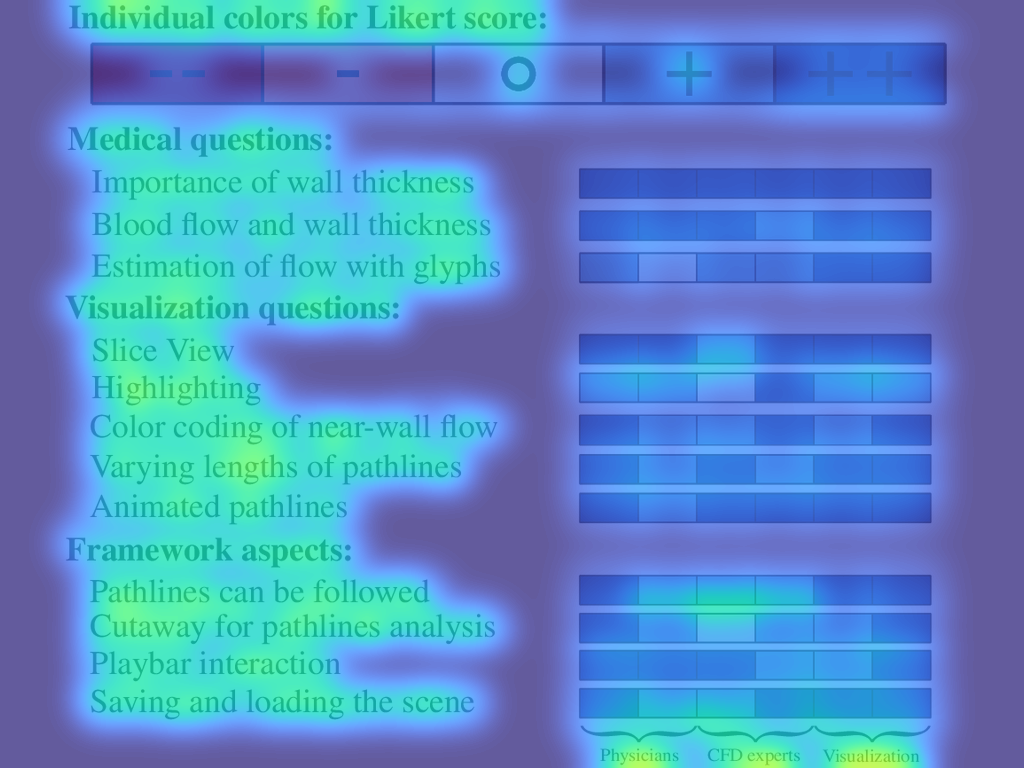 Individual colors for Likert score:
-- - O + ++
Medical questions:
Importance of wall thickness
Blood flow and wall thickness
Estimation of flow with glyphs
Visualization questions:
Slice View
Highlighting
Color coding of near-wall flow
Varying lengths of pathlines
Animated pathlines
Framework aspects:
Pathlines can be followed
Cutaway for pathlines analysis
Playbar interaction
Saving and loading the scene
Physicians CFD experts Visualization